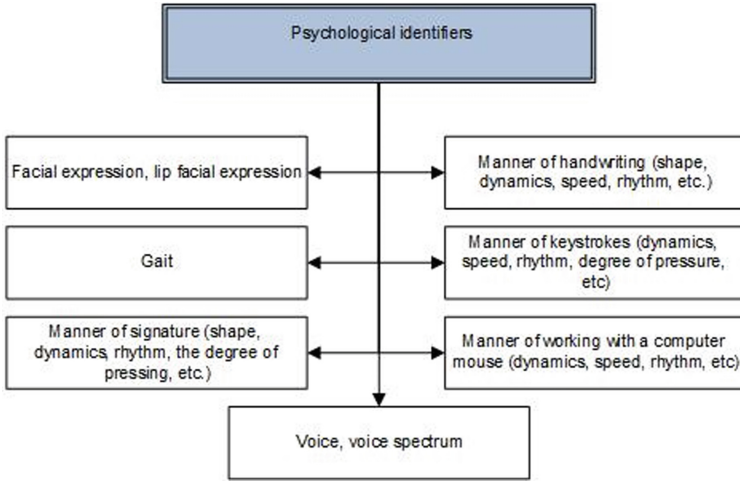 Psychological identifiers
Facial expression, lip facial expression
Manner of handwriting (shape,
dynamics, speed, rhythm, etc.)
Gait
Manner of keystrokes (dynamics,
speed, rhythm, degree of pressure,
etc)
Manner of signature (shape,
dynamics, rhythm, the degree of
pressing, etc.)
Manner of working with a computer
mouse (dynamics, speed, rhythm, etc)
Voice, voice spectrum